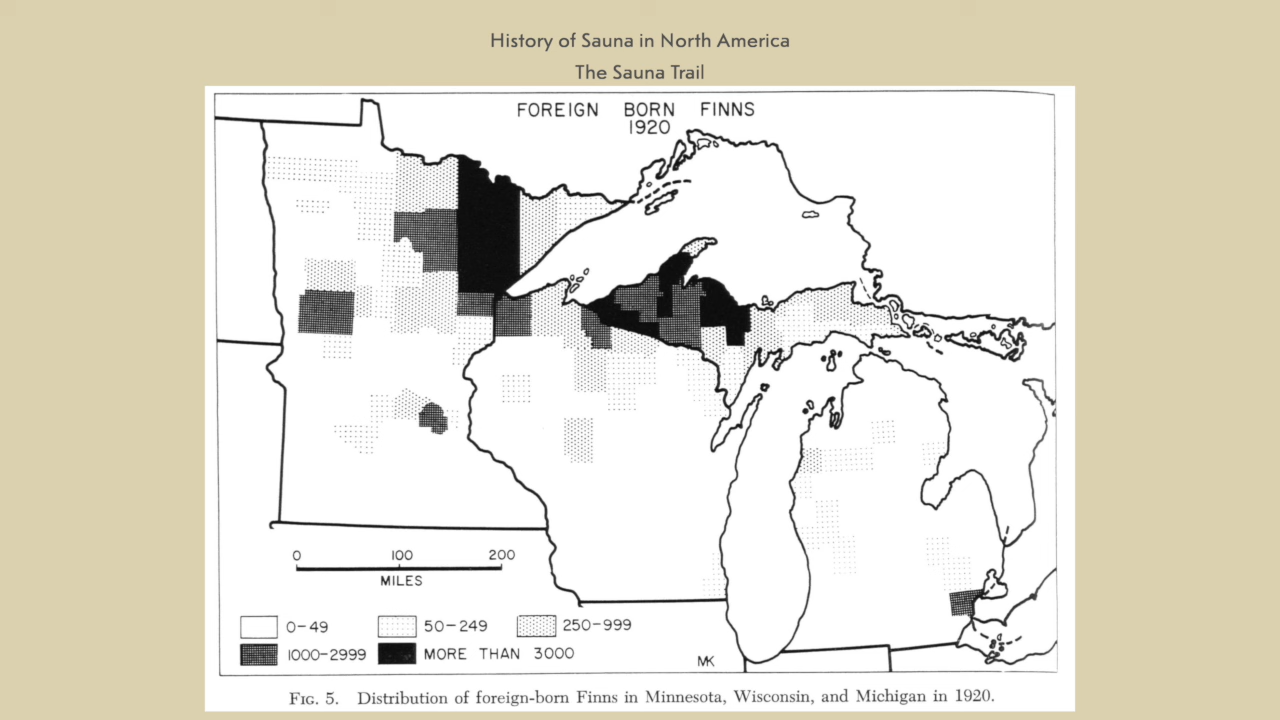 History of Sauna in North America
The Sauna Trail
FOREIGN BORN FINNS
1920
0 100 200
MILES
0-49 50-249 250-999
1000-2999 MORE THAN 3000
MK
FIG. 5. Distribution of foreign-born Finns in Minnesota, Wisconsin, and Michigan in 1920.